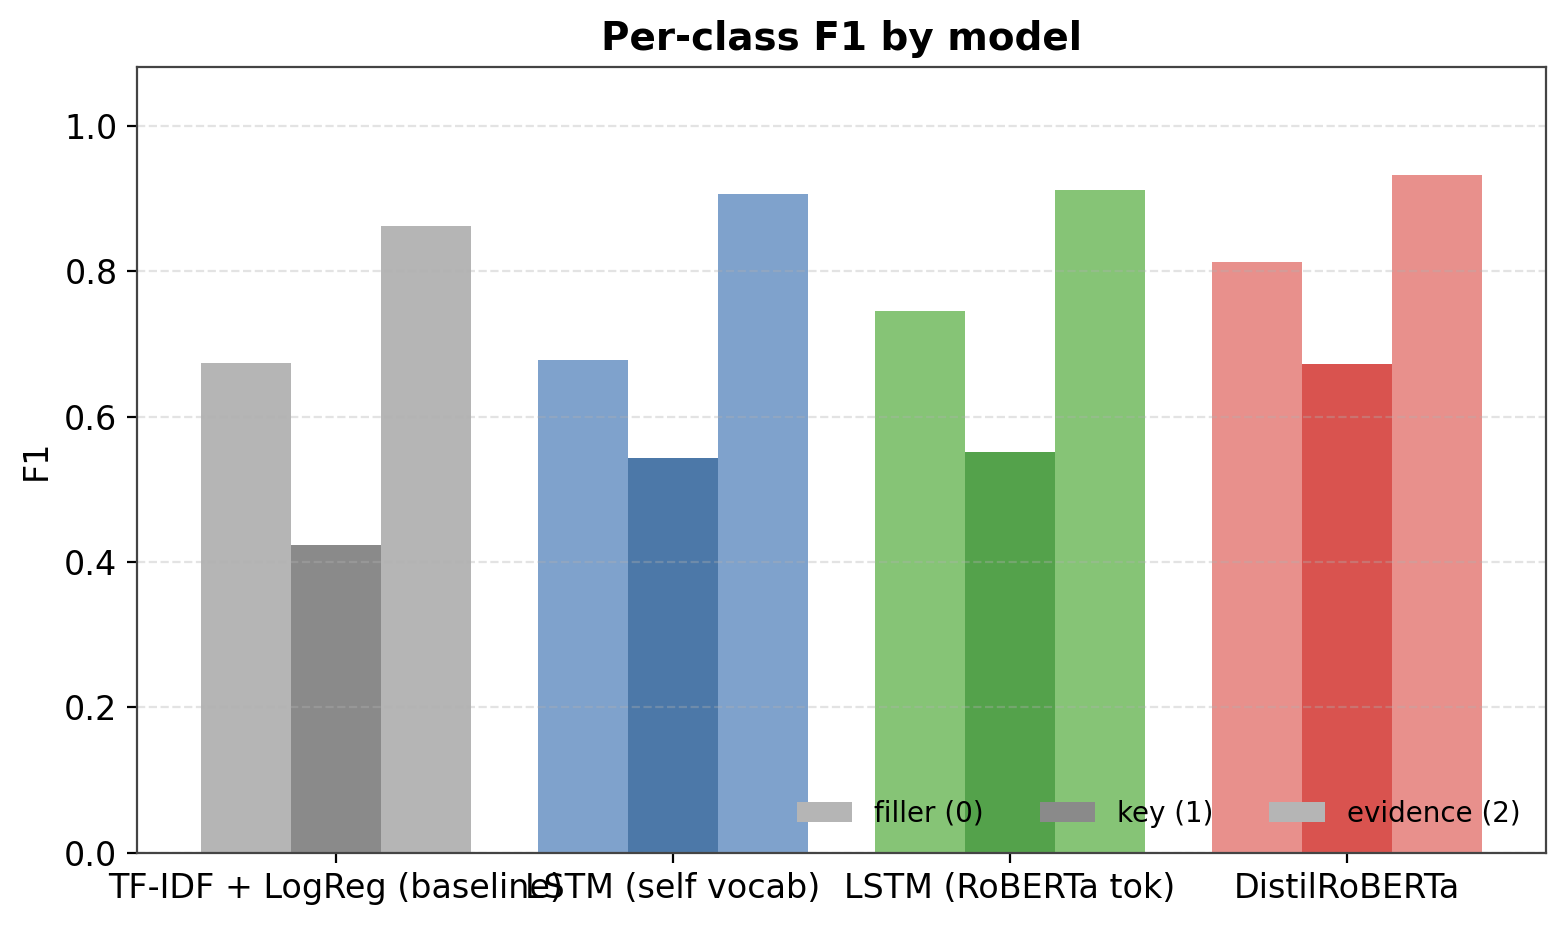 Per-class F1 by model
F1
1.0
0.8
0.6
0.4
0.2
0.0
filler (0) key (1) evidence (2)
TF-IDF + LogReg (baseline) LSTM (self vocab) LSTM (RoBERTa tok) DistilRoBERTa